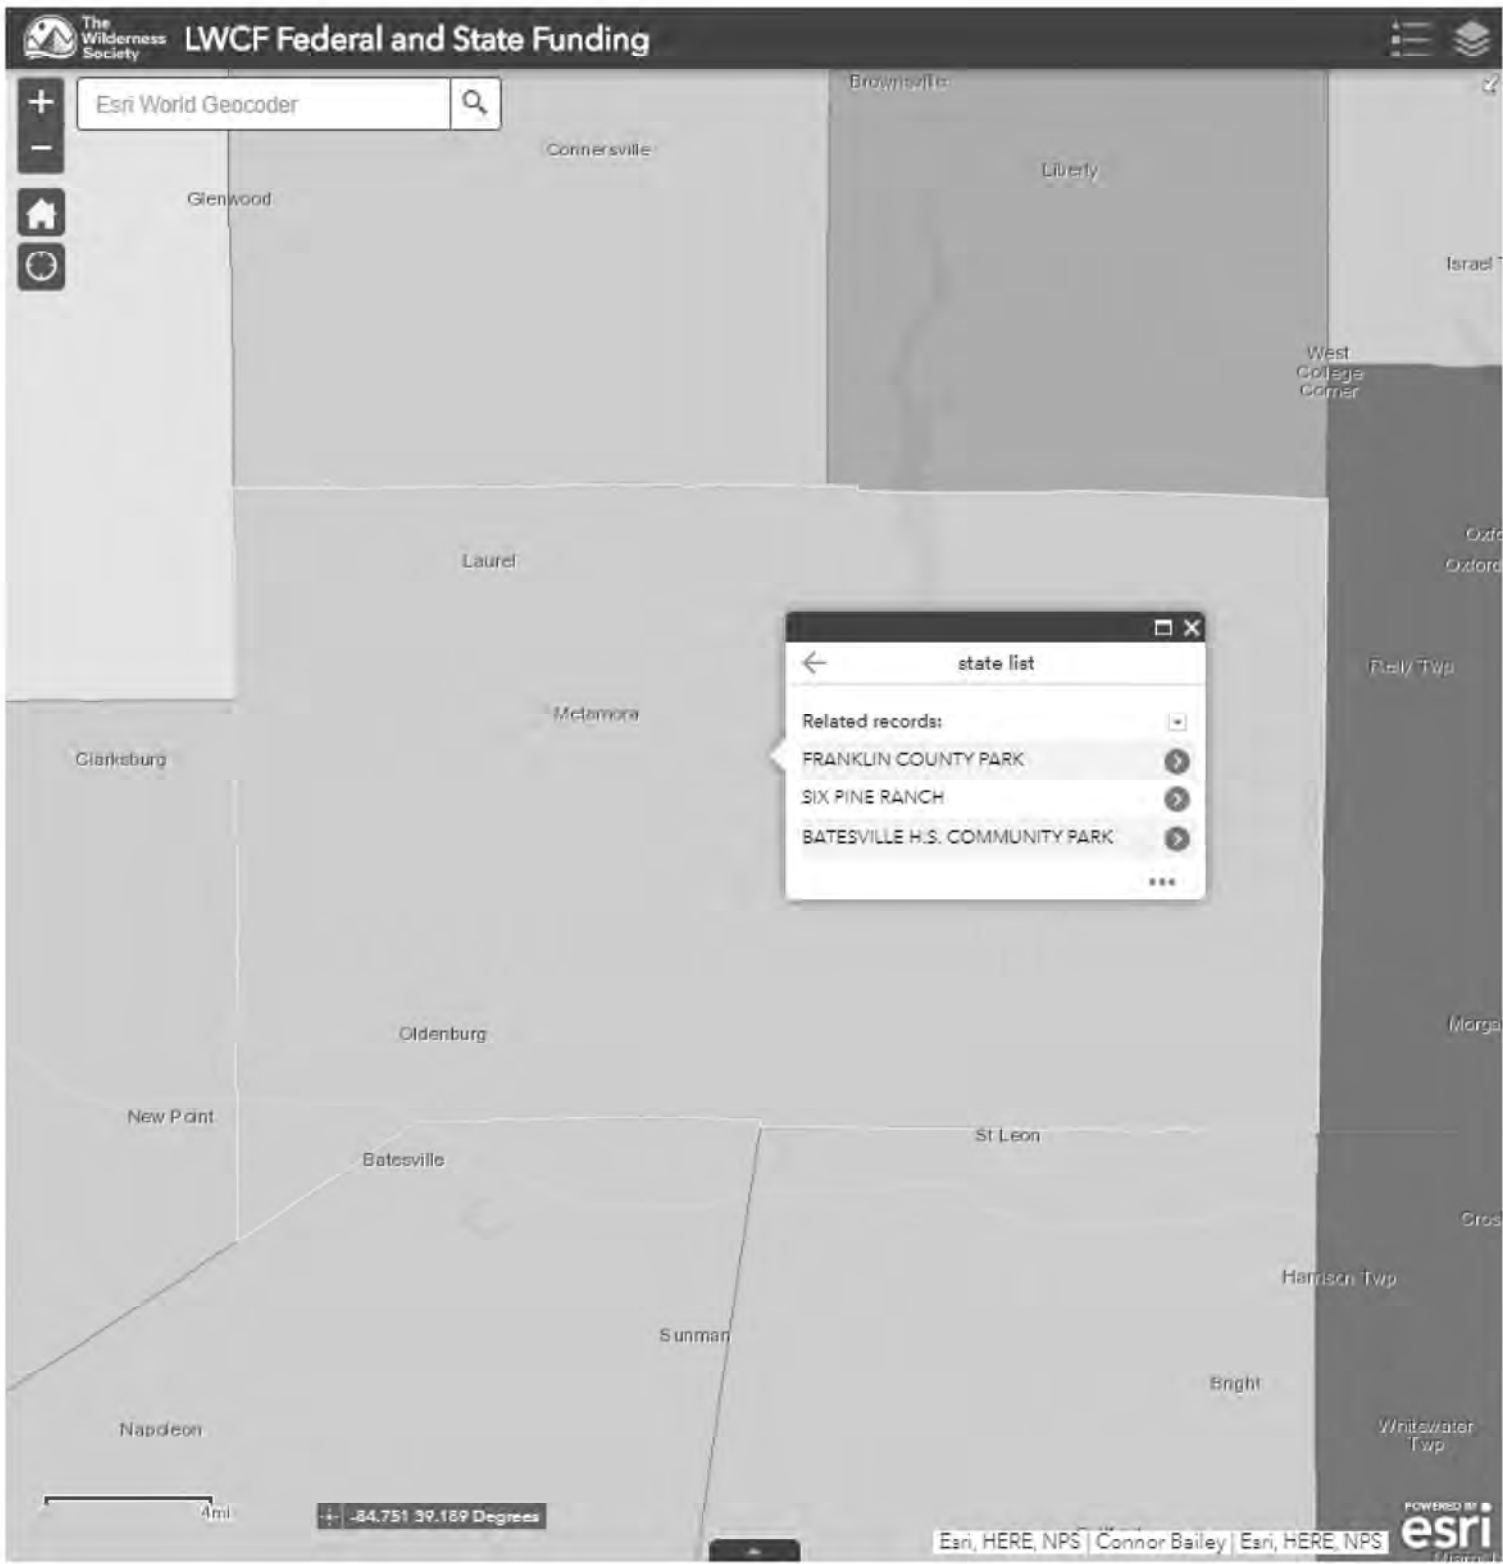 The
Wilderness
Society
LWCF Federal and State Funding
+
Esri World Geocoder
−
Brownsville
Connersville
Liberty
Glenwood
Israel
West
College
Corner
Laurel
Oxford
state list
Metamora
Related records:
Clarksburg
FRANKLIN COUNTY PARK
SIX PINE RANCH
BATESVILLE H.S. COMMUNITY PARK
Oldenburg
New Point
St Leon
Batesville
Harrison Twp
Sunman
Bright
Napoleon
Whitewater
Twp
4mi
-84.751 39.189 Degrees
Esri, HERE, NPS | Connor Bailey | Esri, HERE, NPS
POWERED BY
esri